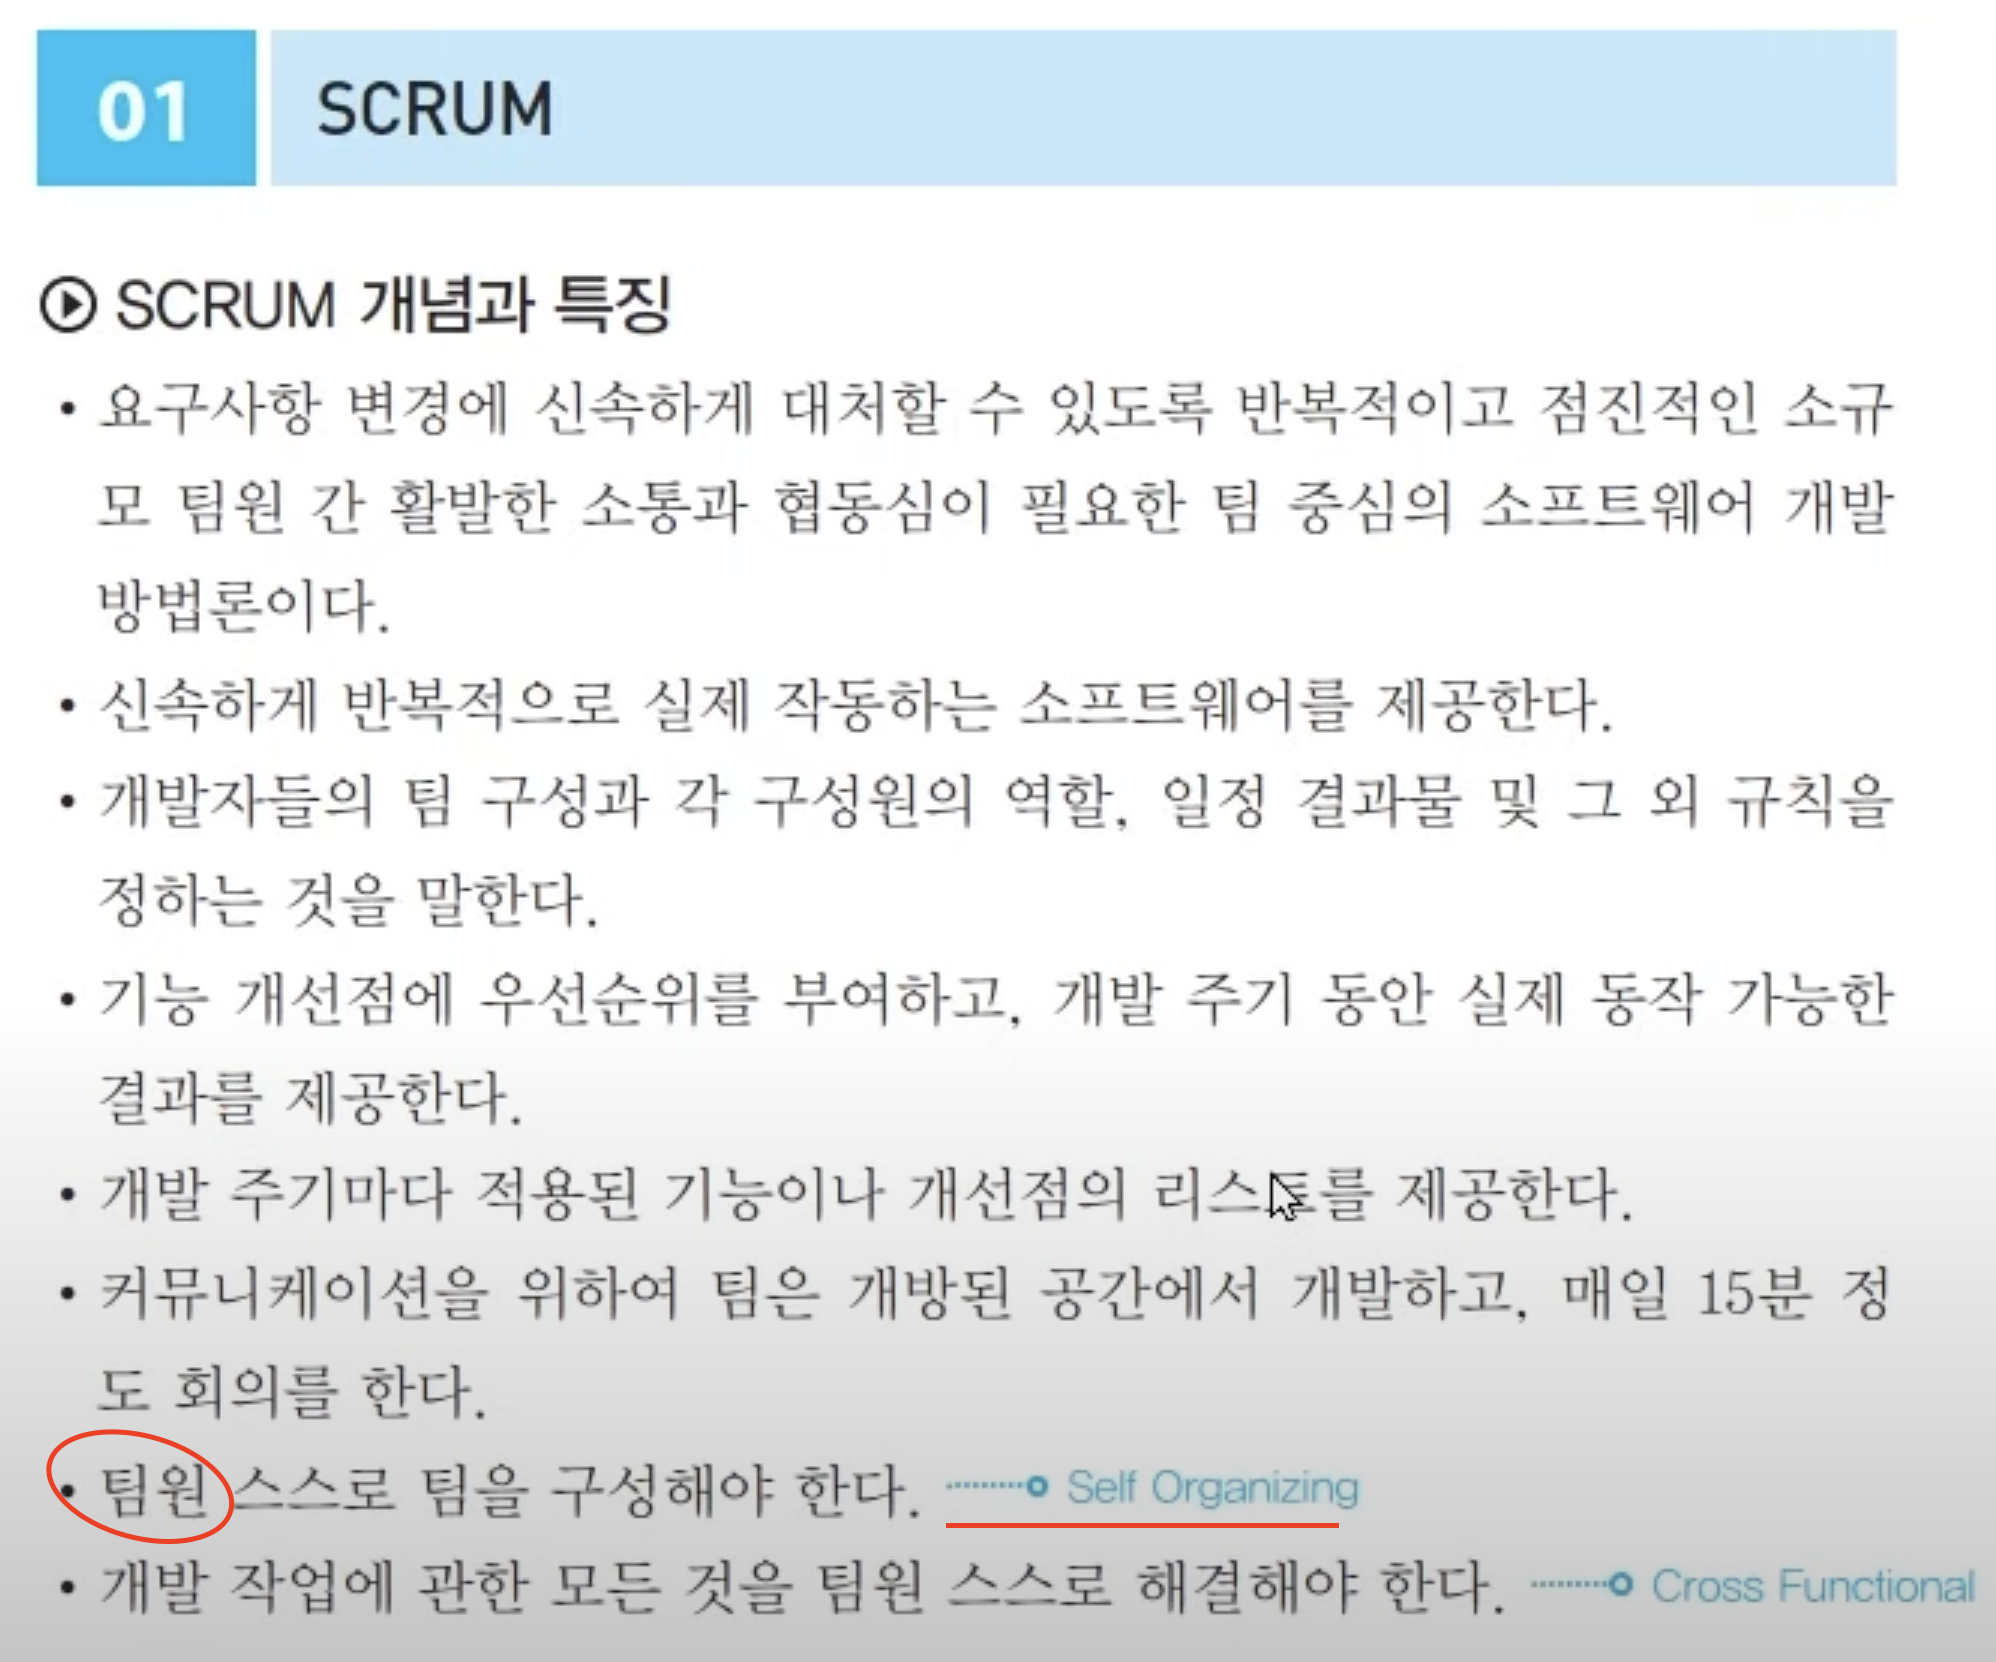 01 SCRUM
SCRUM 개념과 특징
• 요구사항 변경에 신속하게 대처할 수 있도록 반복적이고 점진적인 소규
모 팀원 간 활발한 소통과 협동심이 필요한 팀 중심의 소프트웨어 개발
방법론이다.
• 신속하게 반복적으로 실제 작동하는 소프트웨어를 제공한다.
• 개발자들의 팀 구성과 각 구성원의 역할, 일정 결과물 및 그 외 규칙을
정하는 것을 말한다.
• 기능 개선점에 우선순위를 부여하고, 개발 주기 동안 실제 동작 가능한
결과를 제공한다.
• 개발 주기마다 적용된 기능이나 개선점의 리스트를 제공한다.
• 커뮤니케이션을 위하여 팀은 개방된 공간에서 개발하고, 매일 15분 정
도 회의를 한다.
• 팀원 스스로 팀을 구성해야 한다. Self Organizing
• 개발 작업에 관한 모든 것을 팀원 스스로 해결해야 한다. Cross Functional